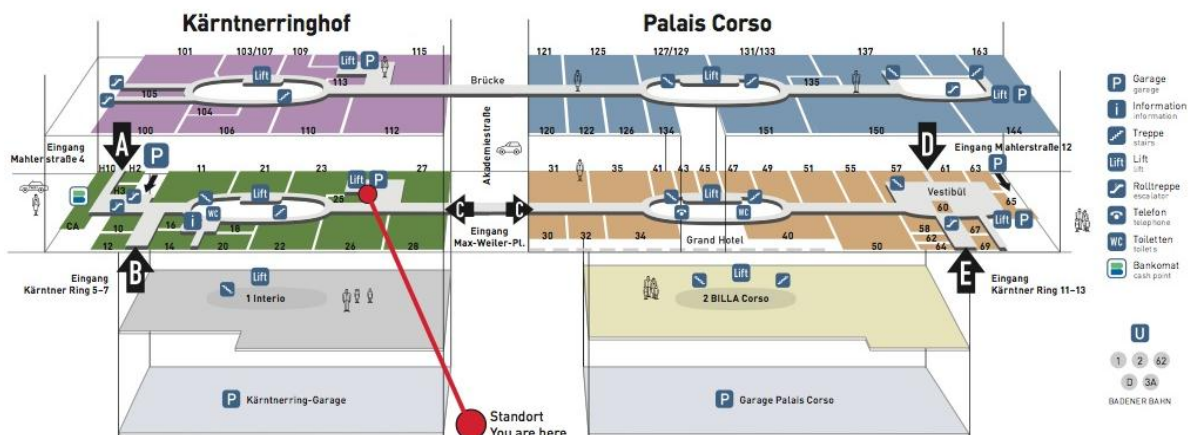 Kärntnerringhof
Palais Corso
101
103/107
109
Lift
P
115
121
125
127/129
131/133
137
163
Lift
113
Brücke
Lift
135
Lift
P
105
104
100
106
110
112
120
122
126
134
151
150
144
Eingang
Mahlerstraße 4
A
P
Akademiestraße
D
Eingang Mahlerstraße 12
P
H10
H2
11
21
23
Lift
P
27
31
35
41
43
45
47
49
51
53
55
57
61
63
H3
Lift
25
Lift
Vestibül
65
CA
10
16
i
WC
18
C
C
WC
60
Lift
P
12
14
20
22
26
28
Eingang
Max-Weiler-Pl.
30
32
34
Grand Hotel
40
50
58
62
64
67
69
B
E
Eingang
Kärntner Ring 5–7
Eingang
Kärntner Ring 11–13
Lift
1 Interio
Lift
2 BILLA Corso
P Kärntnerring-Garage
P Garage Palais Corso
Standort
You are here
P Garage
garage
i Information
information
Treppe
stairs
Lift Lift
lift
Rolltreppe
escalator
Telefon
telephone
WC Toiletten
toilets
Bankomat
cash point
U
1 2 62
D 3A
BADENER BAHN